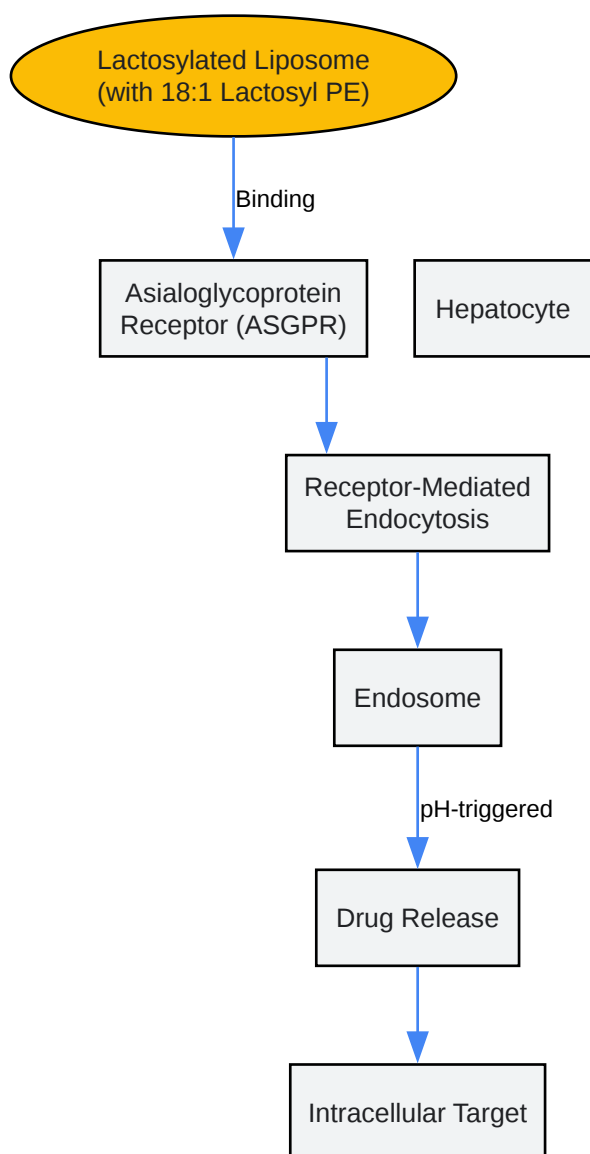 Lactosylated Liposome
(with 18:1 Lactosyl PE)
Binding
Asialoglycoprotein
Receptor (ASGPR)
Hepatocyte
Receptor-Mediated
Endocytosis
Endosome
pH-triggered
Drug Release
Intracellular Target